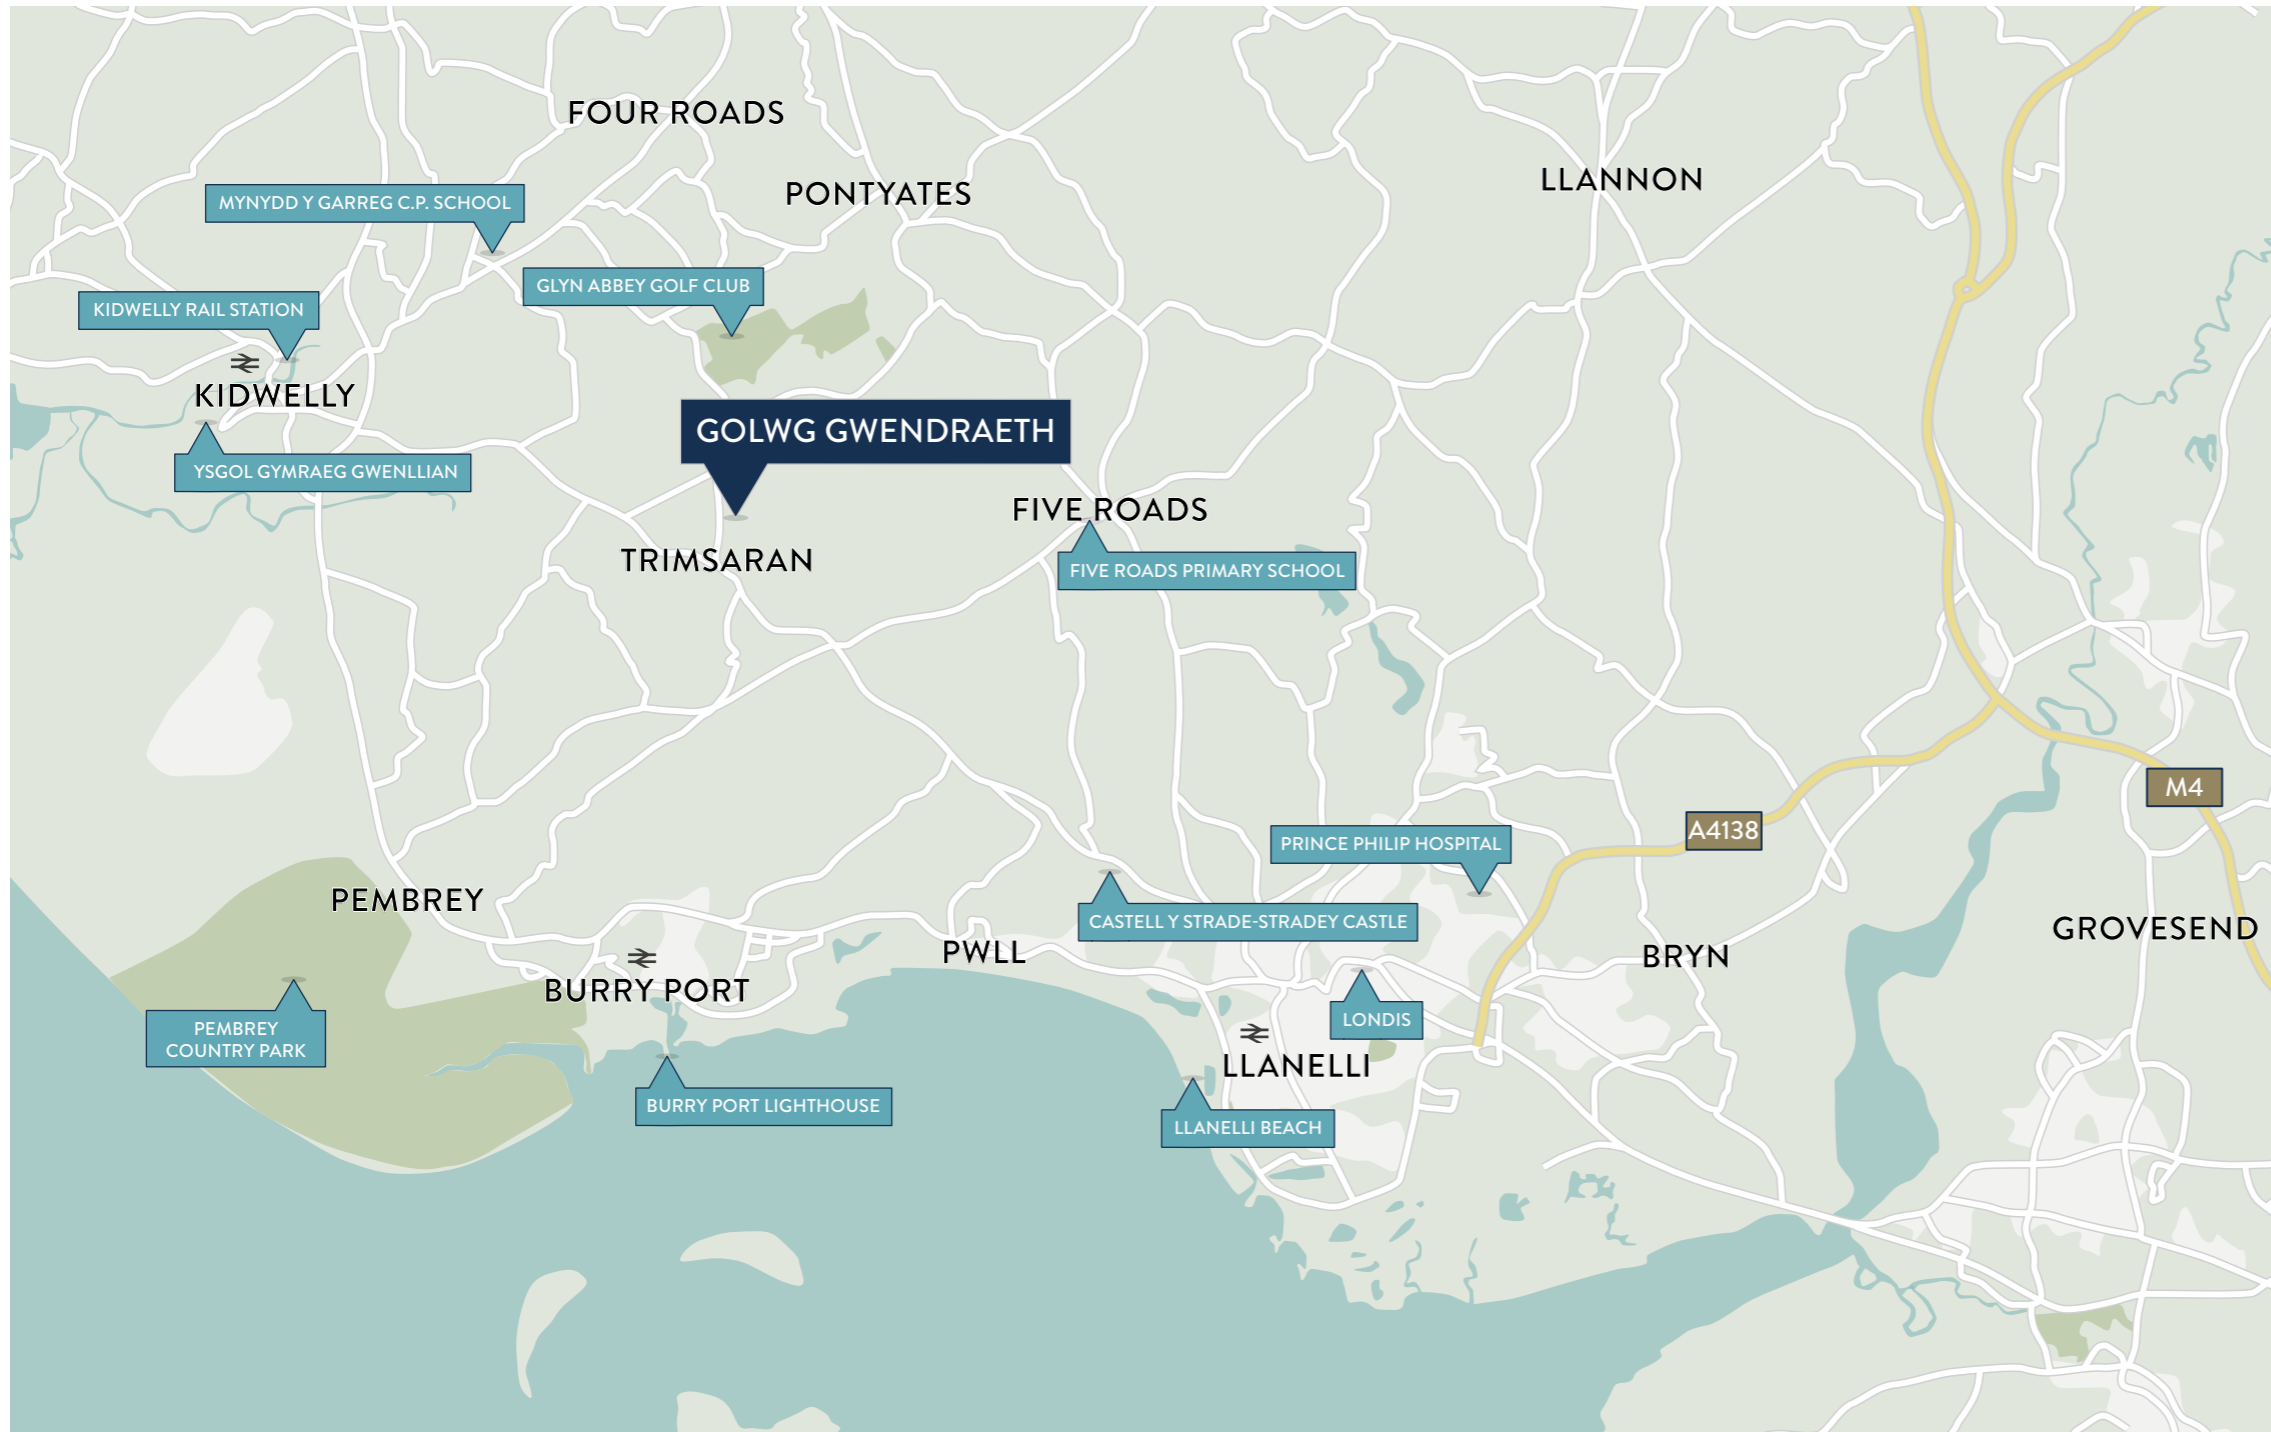 FOUR ROADS
LLANNON
PONTYATES
MYNYDD Y GARREG C.P. SCHOOL
GLYN ABBEY GOLF CLUB
KIDWELLY RAIL STATION
KIDWELLY
GOLWG GWENDRAETH
YSGOL GYMRAEG GWENLLIAN
FIVE ROADS
TRIMSARAN
FIVE ROADS PRIMARY SCHOOL
M4
A4138
PRINCE PHILIP HOSPITAL
PEMBREY
CASTELL Y STRADE-STRADEY CASTLE
GROVESEND
PWLL
BRYN
BURRY PORT
LONDIS
PEMBREY
COUNTRY PARK
LLANELLI
BURRY PORT LIGHTHOUSE
LLANELLI BEACH